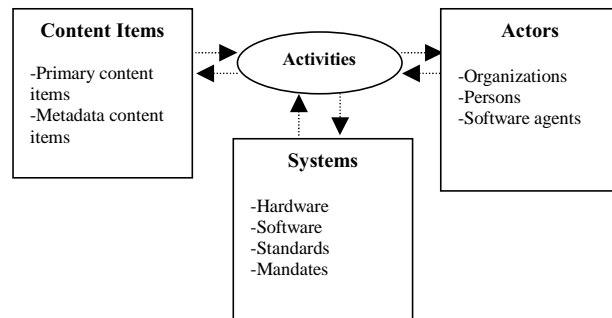 Content Items
-Primary content
items
-Metadata content
items
Activities
Actors
-Organizations
-Persons
-Software agents
Systems
-Hardware
-Software
-Standards
-Mandates